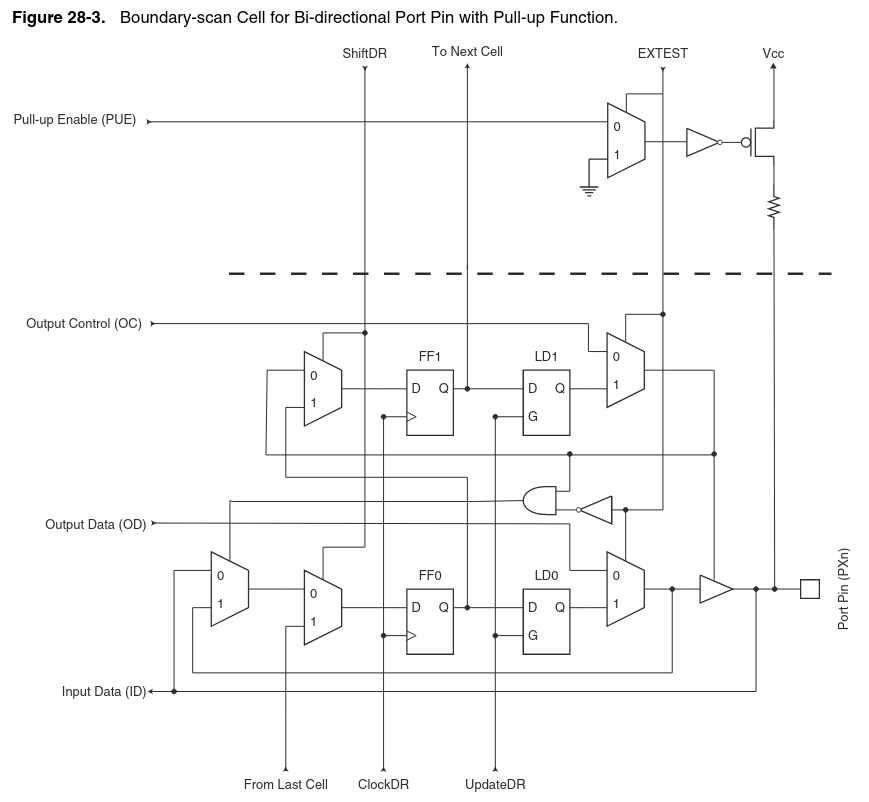 Figure 28-3. Boundary-scan Cell for Bi-directional Port Pin with Pull-up Function.
ShiftDR
To Next Cell
EXTEST
Vcc
Pull-up Enable (PUE)
0
1
Output Control (OC)
FF1
LD1
0
1
0
1
D Q
D Q
G
Output Data (OD)
FF0
LD0
0
1
0
1
0
1
D Q
D Q
G
Port Pin (PXn)
Input Data (ID)
From Last Cell
ClockDR
UpdateDR